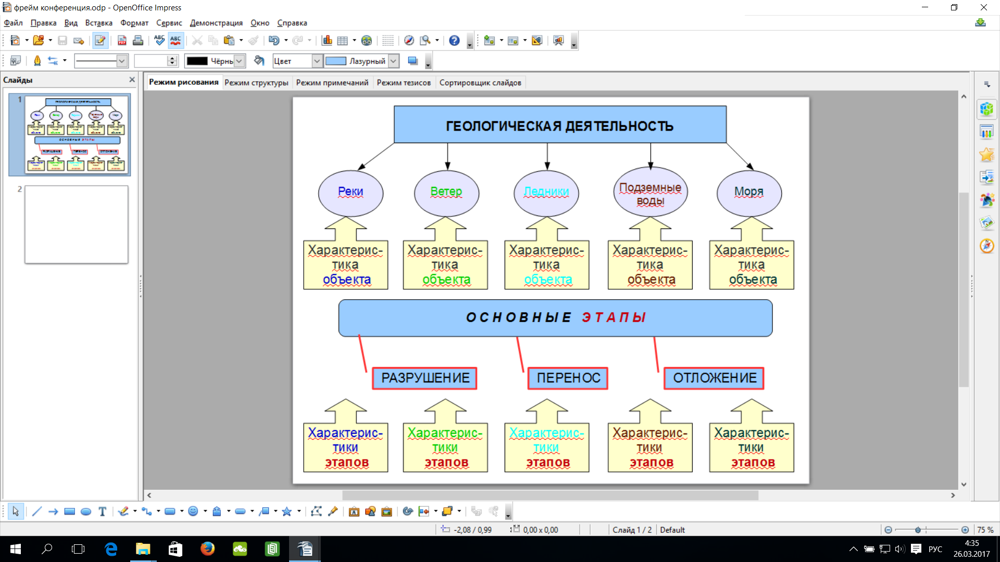 фрейм конференция.odp - OpenOffice Impress
Файл Правка Вид Вставка Формат Сервис Демонстрация Окно Справка
Чёрны Цвет Лазурный
Слайды
Режим рисования Режим структуры Режим примечаний Режим тезисов Сортировщик слайдов
1
2
ГЕОЛОГИЧЕСКАЯ ДЕЯТЕЛЬНОСТЬ
Реки Ветер Ледники Подземные воды Моря
Характерис-
тика
объекта
Характерис-
тика
объекта
Характерис-
тика
объекта
Характерис-
тика
объекта
Характерис-
тика
объекта
ОСНОВНЫЕ ЭТАПЫ
РАЗРУШЕНИЕ ПЕРЕНОС ОТЛОЖЕНИЕ
Характерис-
тики
этапов
Характерис-
тики
этапов
Характерис-
тики
этапов
Характерис-
тики
этапов
Характерис-
тики
этапов
-2,08 / 0,99 0,00 x 0,00 Слайд 1 / 2 Default 75 %
РУС
4:35
26.03.2017